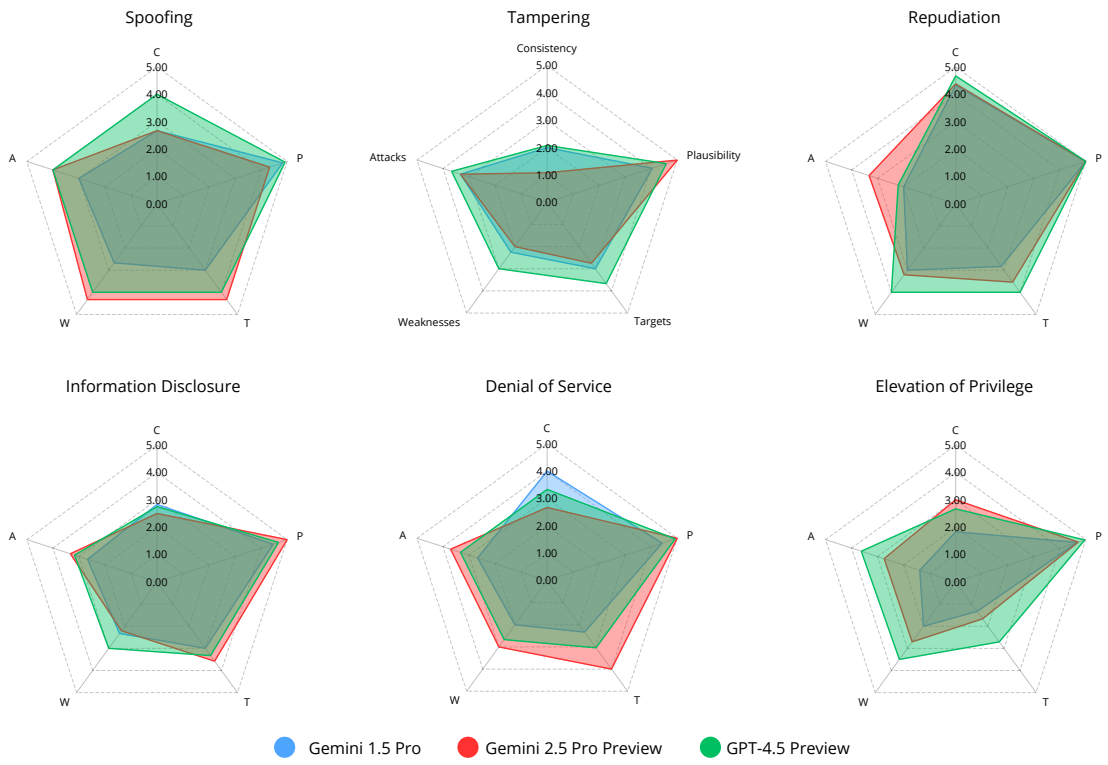 Spoofing
C
5.00
4.00
3.00
2.00
1.00
0.00
A
P
W
T
Tampering
Consistency
5.00
4.00
3.00
2.00
1.00
0.00
Attacks
Plausibility
Weaknesses
Targets
Repudiation
C
5.00
4.00
3.00
2.00
1.00
0.00
A
P
W
T
Information Disclosure
C
5.00
4.00
3.00
2.00
1.00
0.00
A
P
W
T
Denial of Service
C
5.00
4.00
3.00
2.00
1.00
0.00
A
P
W
T
Elevation of Privilege
C
5.00
4.00
3.00
2.00
1.00
0.00
A
P
W
T
Gemini 1.5 Pro
Gemini 2.5 Pro Preview
GPT-4.5 Preview